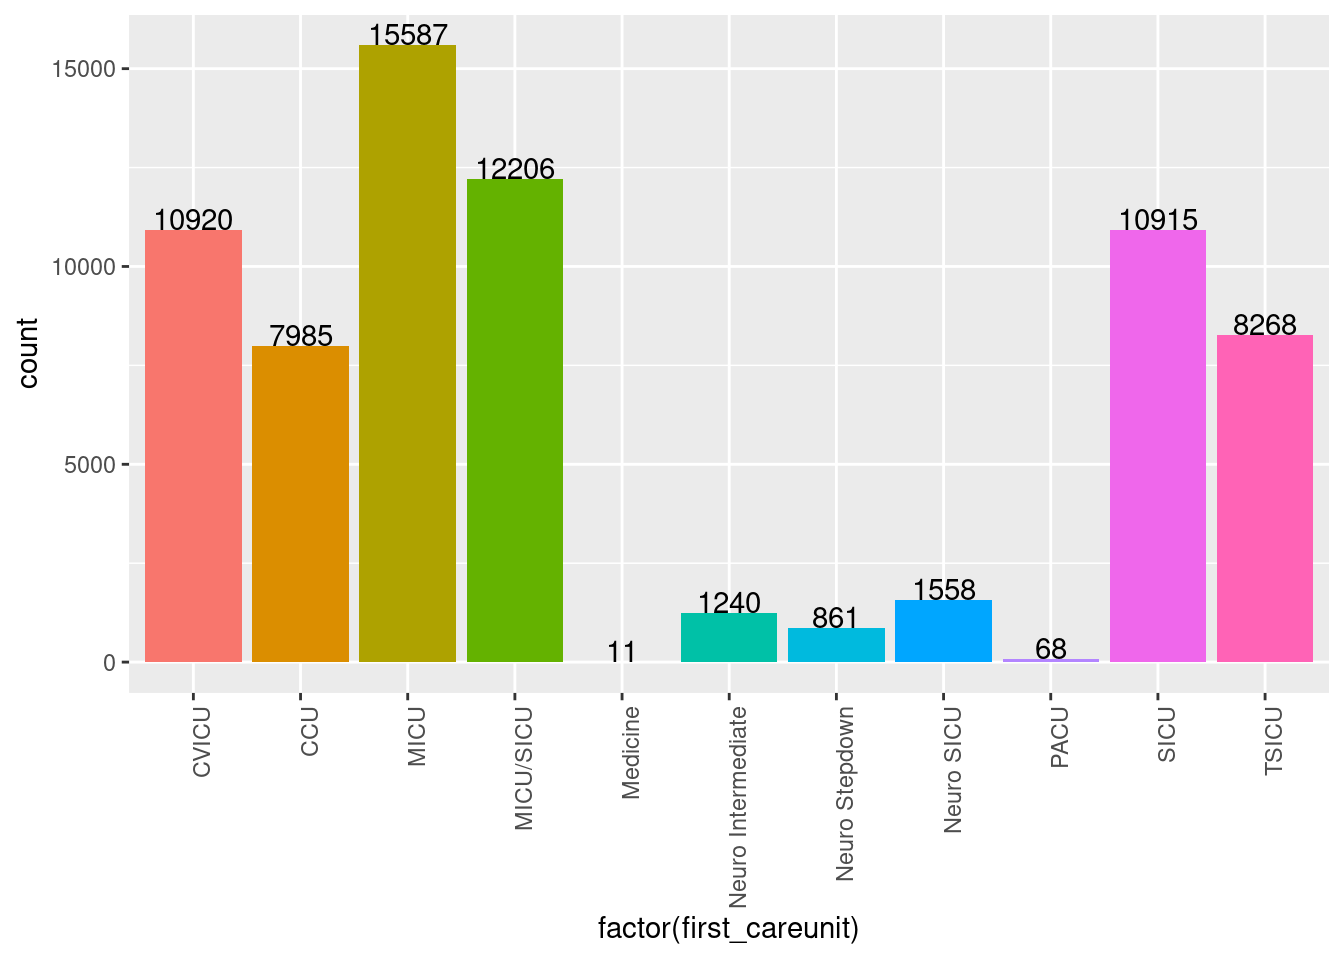 15587
15000
12206
10920
10915
10000
8268
7985
count
5000
1558
1240
861
68
11
0
CVICU
CCU
MICU
MICU/SICU
Medicine
Neuro Intermediate
Neuro Stepdown
Neuro SICU
PACU
SICU
TSICU
factor(first_careunit)